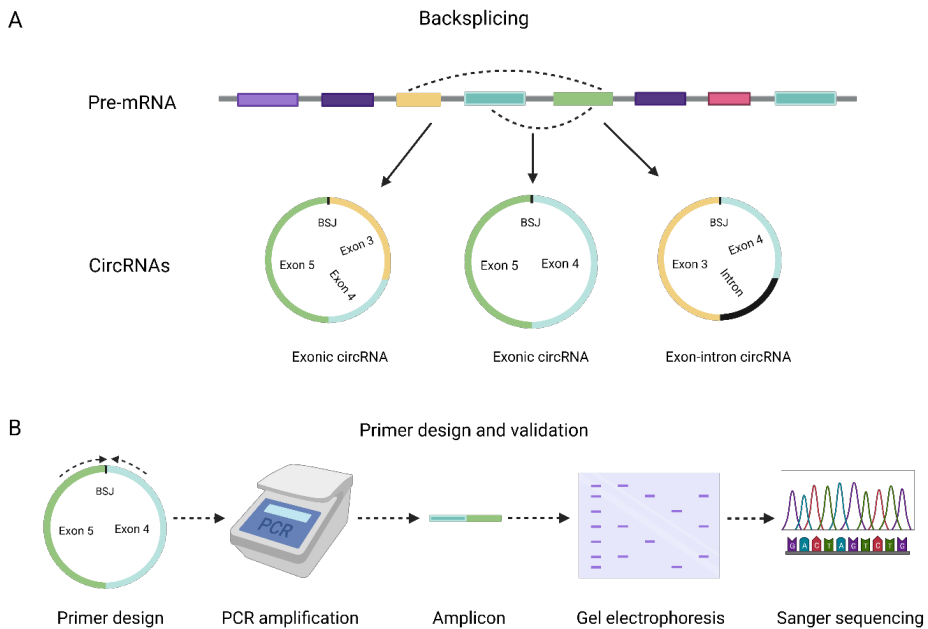 A
Backsplicing
Pre-mRNA
CircRNAs
BSJ
Exon 3
Exon 5
Exon 4
Exonic circRNA
BSJ
Exon 5
Exon 4
Exonic circRNA
BSJ
Exon 4
Exon 3
Intron
Exon-intron circRNA
B
Primer design and validation
BSJ
Exon 5
Exon 4
PCR
G A C T A G T C T G
Primer design
PCR amplification
Amplicon
Gel electrophoresis
Sanger sequencing